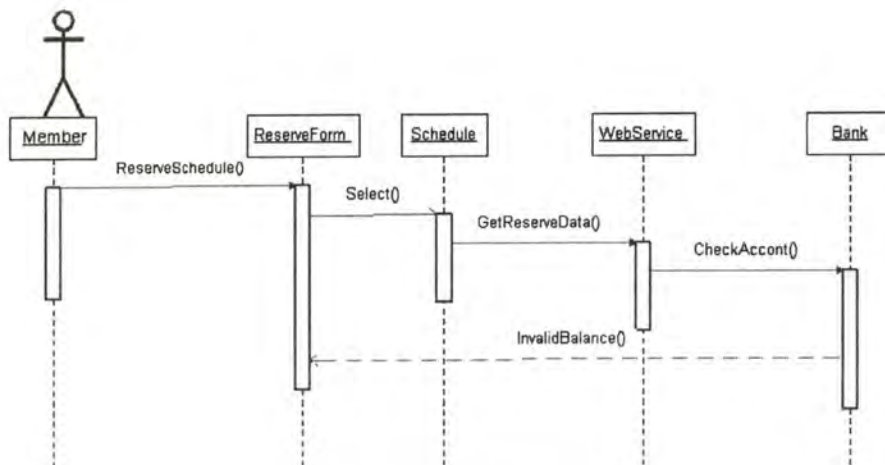 Member
ReserveForm
Schedule
WebService
Bank
ReserveSchedule()
Select()
GetReserveData()
CheckAccont()
InvalidBalance()